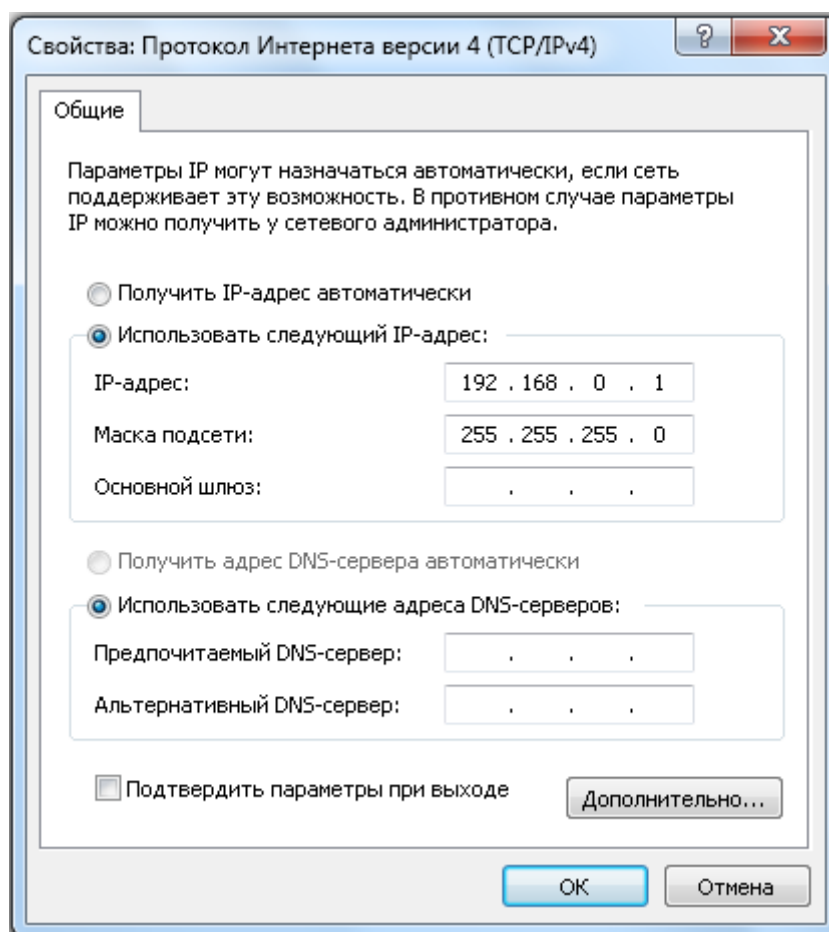 Свойства: Протокол Интернета версии 4 (TCP/IPv4)
Общие
Параметры IP могут назначаться автоматически, если сеть
поддерживает эту возможность. В противном случае параметры
IP можно получить у сетевого администратора.
Получить IP-адрес автоматически
Использовать следующий IP-адрес:
IP-адрес: 192 . 168 . 0 . 1
Маска подсети: 255 . 255 . 255 . 0
Основной шлюз: . . .
Получить адрес DNS-сервера автоматически
Использовать следующие адреса DNS-серверов:
Предпочитаемый DNS-сервер: . . .
Альтернативный DNS-сервер: . . .
Подтвердить параметры при выходе
Дополнительно...
ОК
Отмена